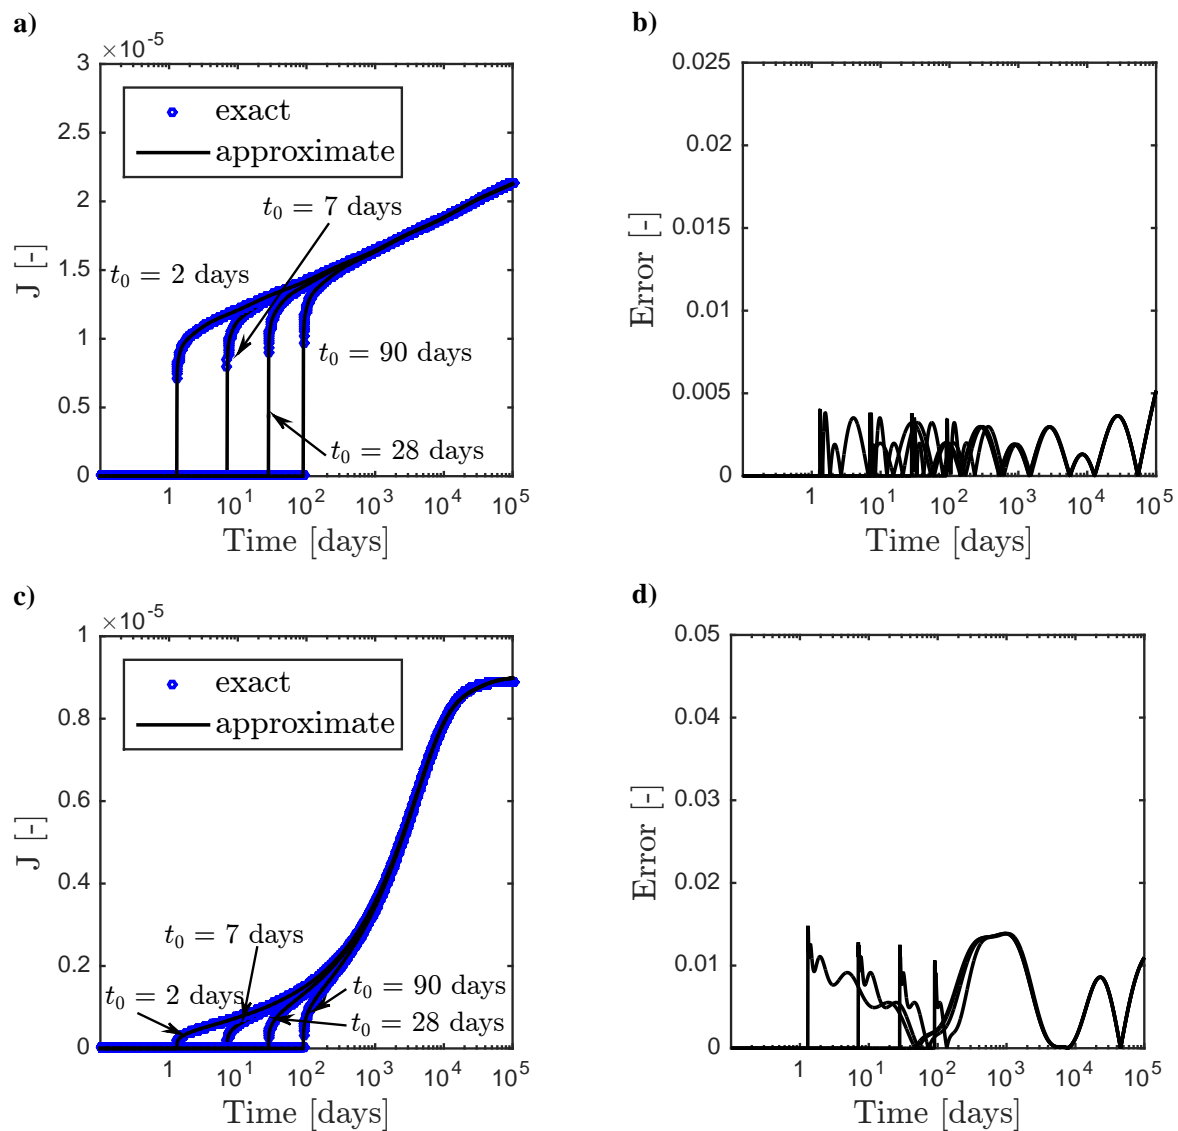 a)
×10⁻⁵
3
2.5
2
1.5
1
0.5
0
J [-]
exact
approximate
t₀ = 7 days
t₀ = 2 days
t₀ = 90 days
t₀ = 28 days
1 10¹ 10² 10³ 10⁴ 10⁵
Time [days]
b)
0.025
0.02
0.015
0.01
0.005
0
Error [-]
1 10¹ 10² 10³ 10⁴ 10⁵
Time [days]
c)
×10⁻⁵
1
0.8
0.6
0.4
0.2
0
J [-]
exact
approximate
t₀ = 7 days
t₀ = 2 days
t₀ = 90 days
t₀ = 28 days
1 10¹ 10² 10³ 10⁴ 10⁵
Time [days]
d)
0.05
0.04
0.03
0.02
0.01
0
Error [-]
1 10¹ 10² 10³ 10⁴ 10⁵
Time [days]